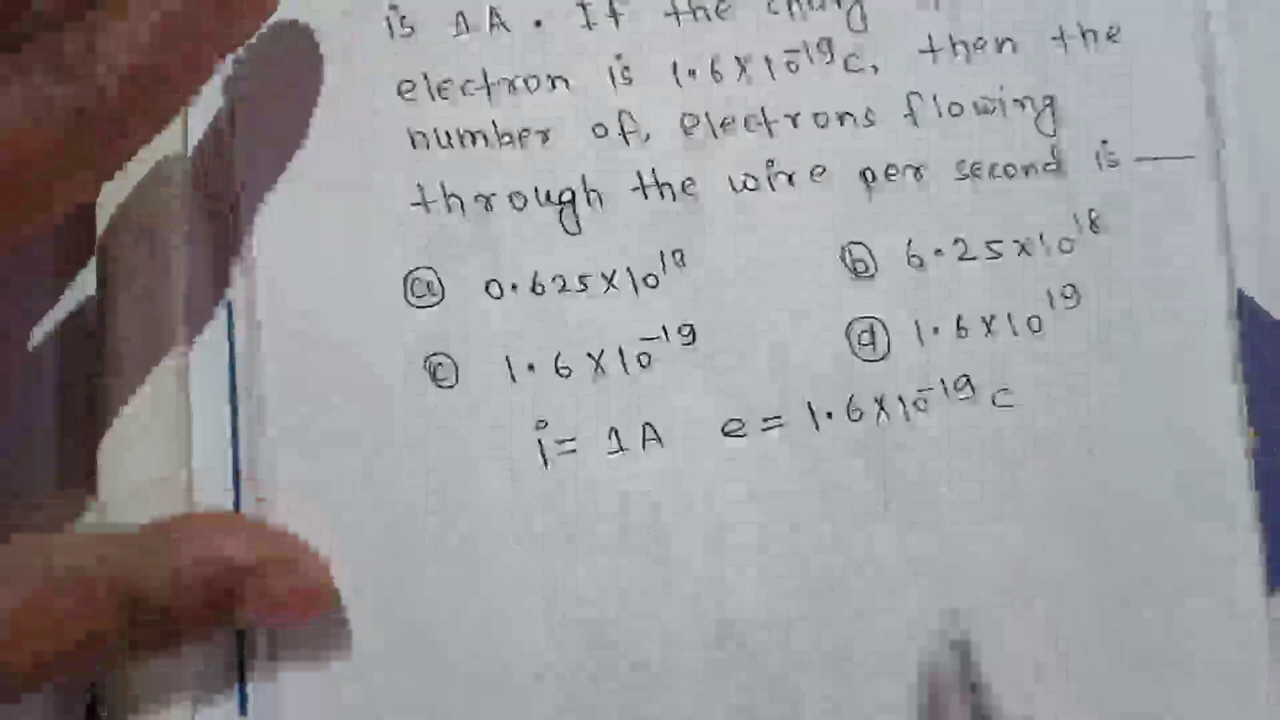 is 1A. If the
electron is 1.6×10⁻¹⁹c, then the
number of, electrons flowing
through the wire per second is —
(a) 0.625×10 (b) 6.25×10¹⁸
(c) 1.6×10⁻¹⁹ (d) 1.6×10¹⁹
i = 1A e = 1.6×10⁻¹⁹ c